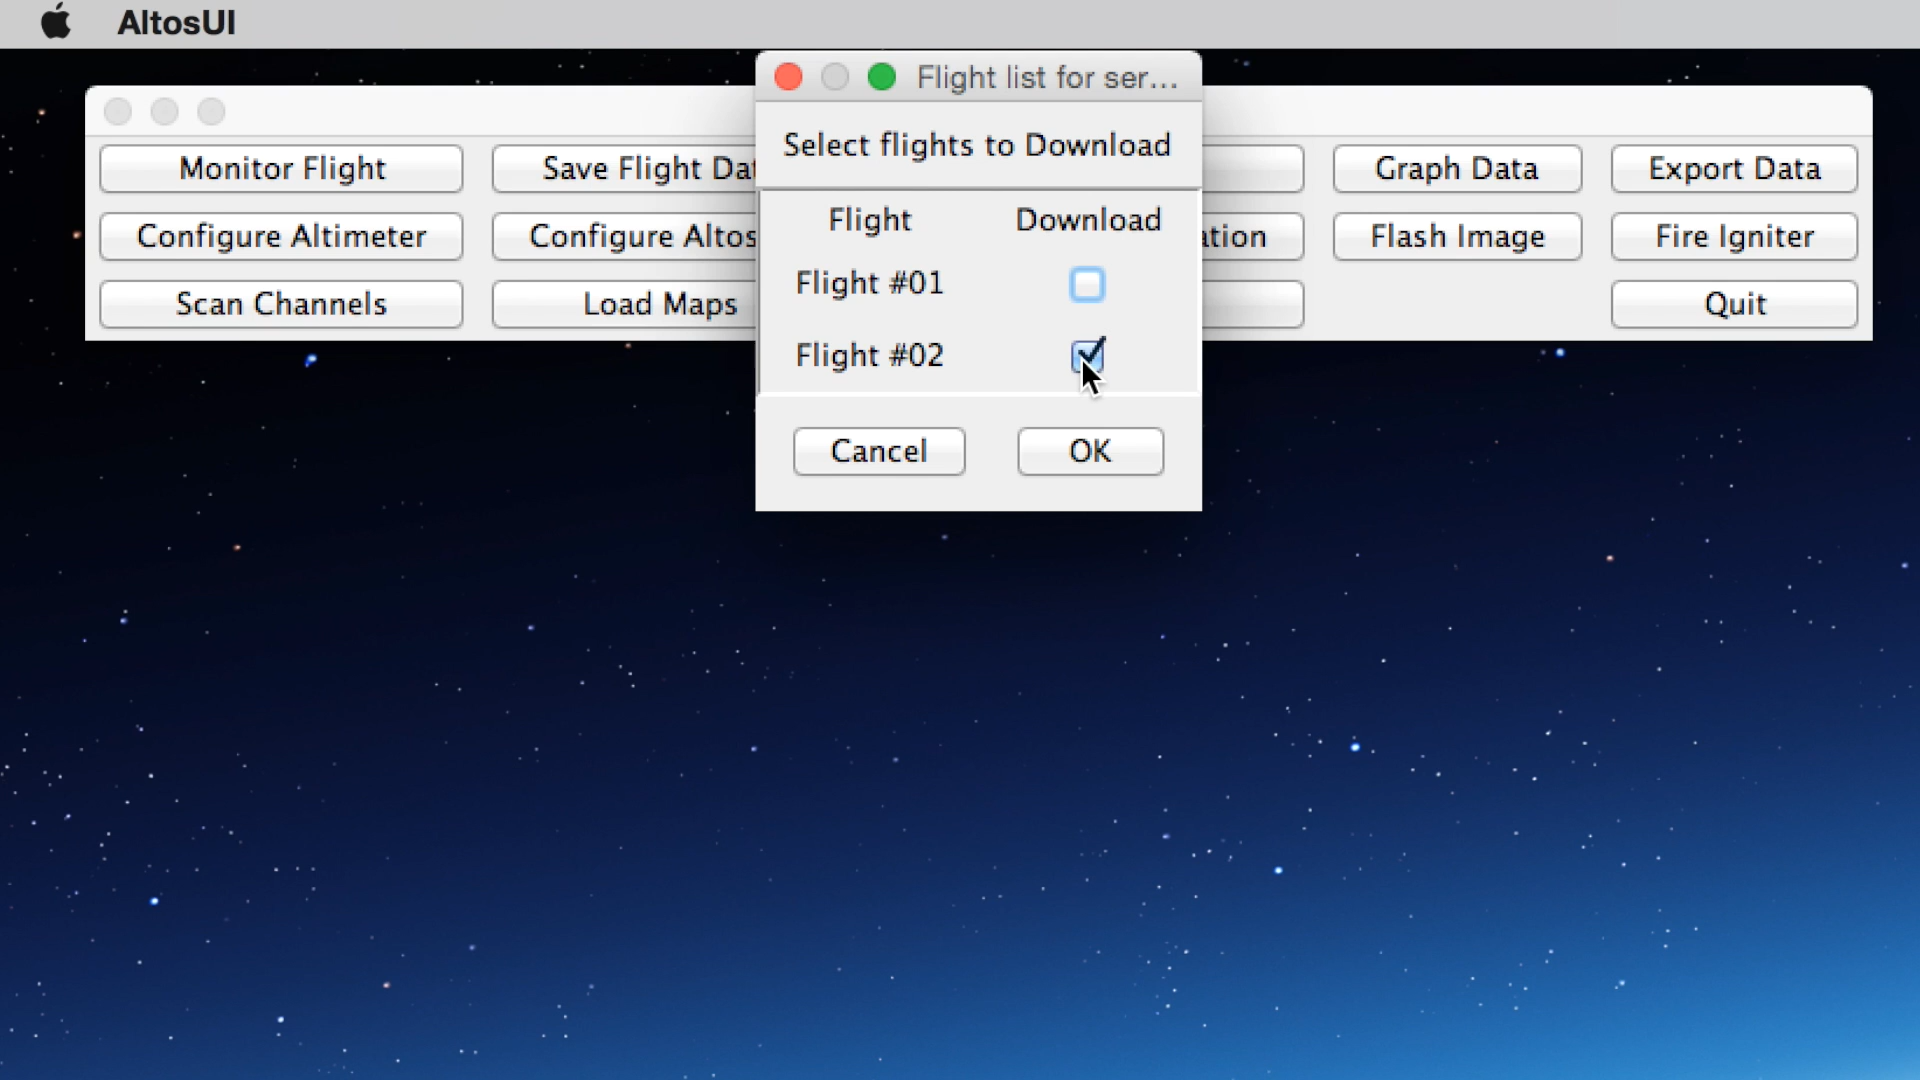 AltosUI
Flight list for ser...
Select flights to Download
Flight Download
Flight #01
Flight #02
Cancel OK
Monitor Flight Save Flight Dat Graph Data Export Data
Configure Altimeter Configure Altos ation Flash Image Fire Igniter
Scan Channels Load Maps Quit